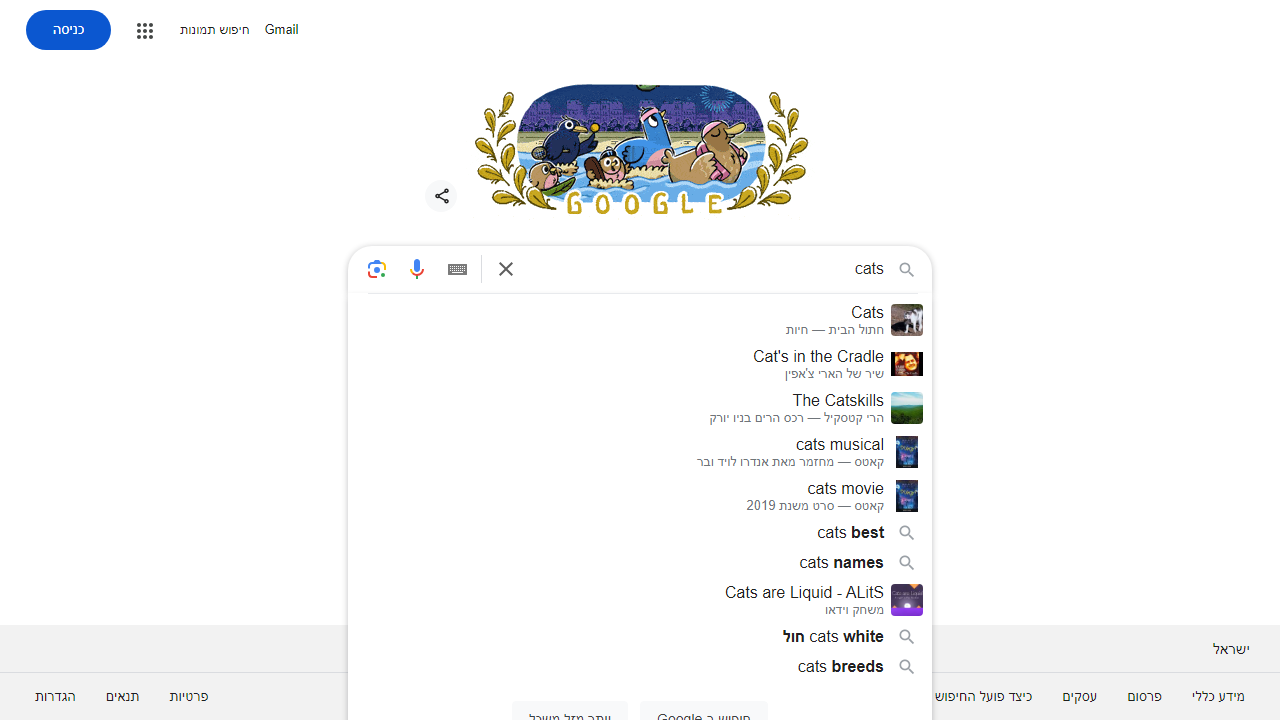 כניסה
חיפוש תמונות
Gmail
GOOGLE
cats
Cats
חתול הבית — חיות
Cat's in the Cradle
שיר של הארי צ'אפין
The Catskills
הרי קטסקיל — רכס הרים בניו יורק
cats musical
קאטס — מחזמר מאת אנדרו לויד ובר
cats movie
קאטס — סרט משנת 2019
cats best
cats names
Cats are Liquid - ALitS
משחק וידאו
חול cats white
cats breeds
ישראל
מידע כללי
פרסום
עסקים
כיצד פועל החיפוש
פרטיות
תנאים
הגדרות
חיפוש ב-Google
יותר מזל משכל